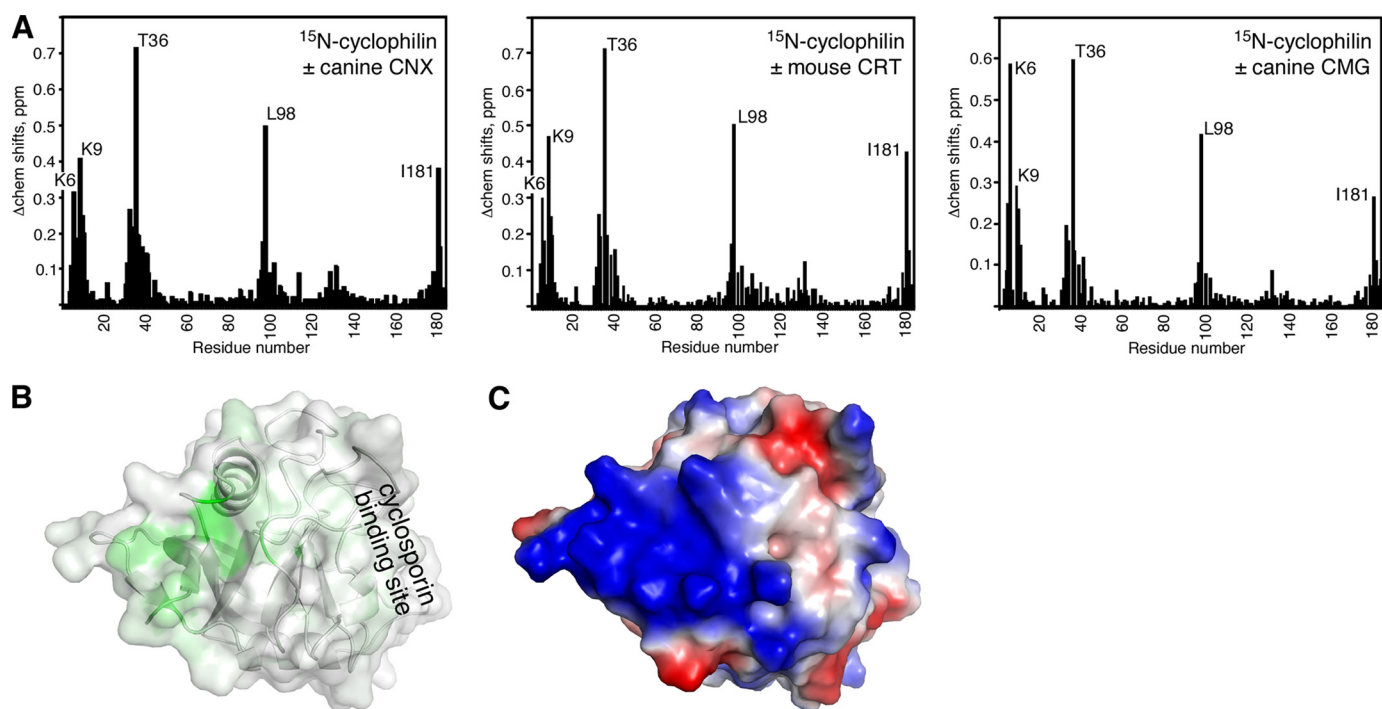 A
Δchem shifts, ppm
0.7
0.6
0.5
0.4
0.3
0.2
0.1
K6
K9
T36
L98
I181
¹⁵N-cyclophilin
± canine CNX
20
40
60
80
100
120
140
160
180
Residue number
Δchem shifts, ppm
0.7
0.6
0.5
0.4
0.3
0.2
0.1
K6
K9
T36
L98
I181
¹⁵N-cyclophilin
± mouse CRT
20
40
60
80
100
120
140
160
180
Residue number
Δchem shifts, ppm
0.6
0.5
0.4
0.3
0.2
0.1
K6
K9
T36
L98
I181
¹⁵N-cyclophilin
± canine CMG
20
40
60
80
100
120
140
160
180
Residue number
B
cyclosporin
binding site
C